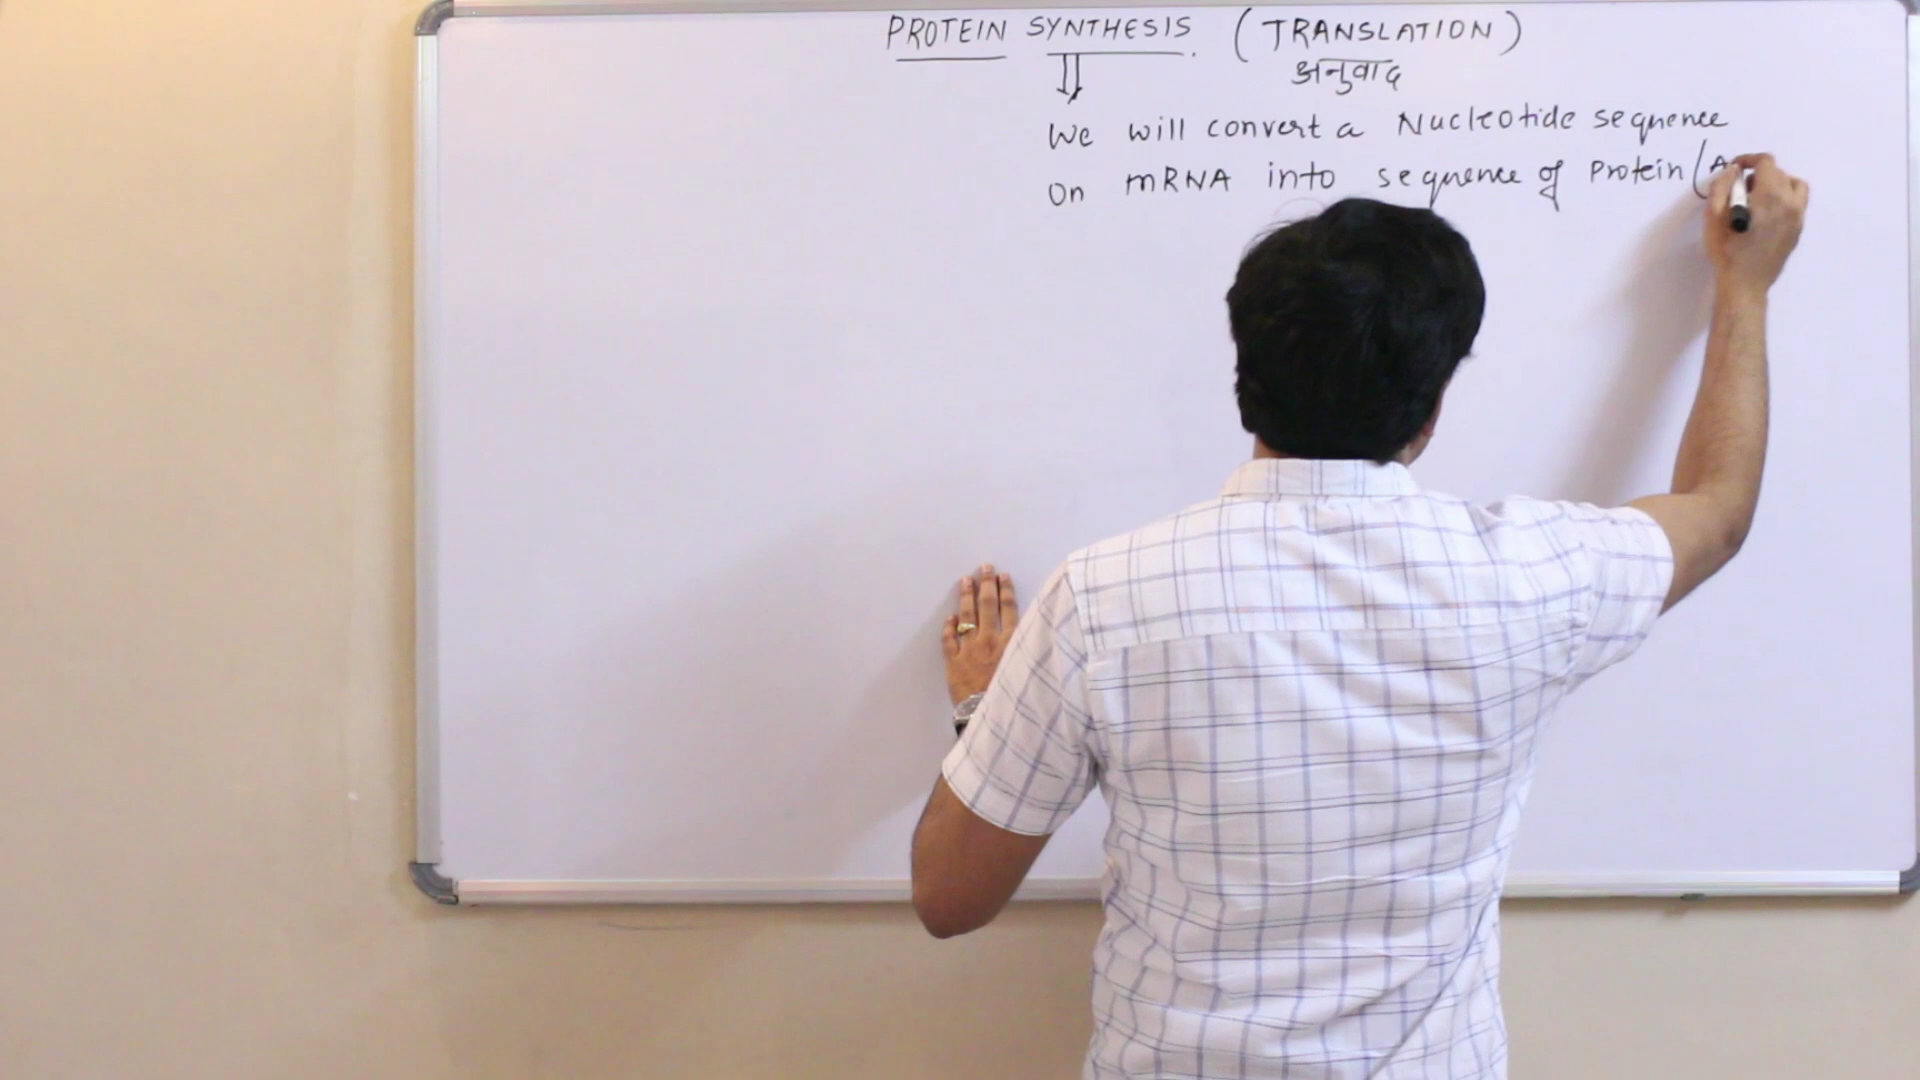 PROTEIN SYNTHESIS. (TRANSLATION)
अनुवाद
We will convert a Nucleotide sequence
On mRNA into sequence of Protein (A